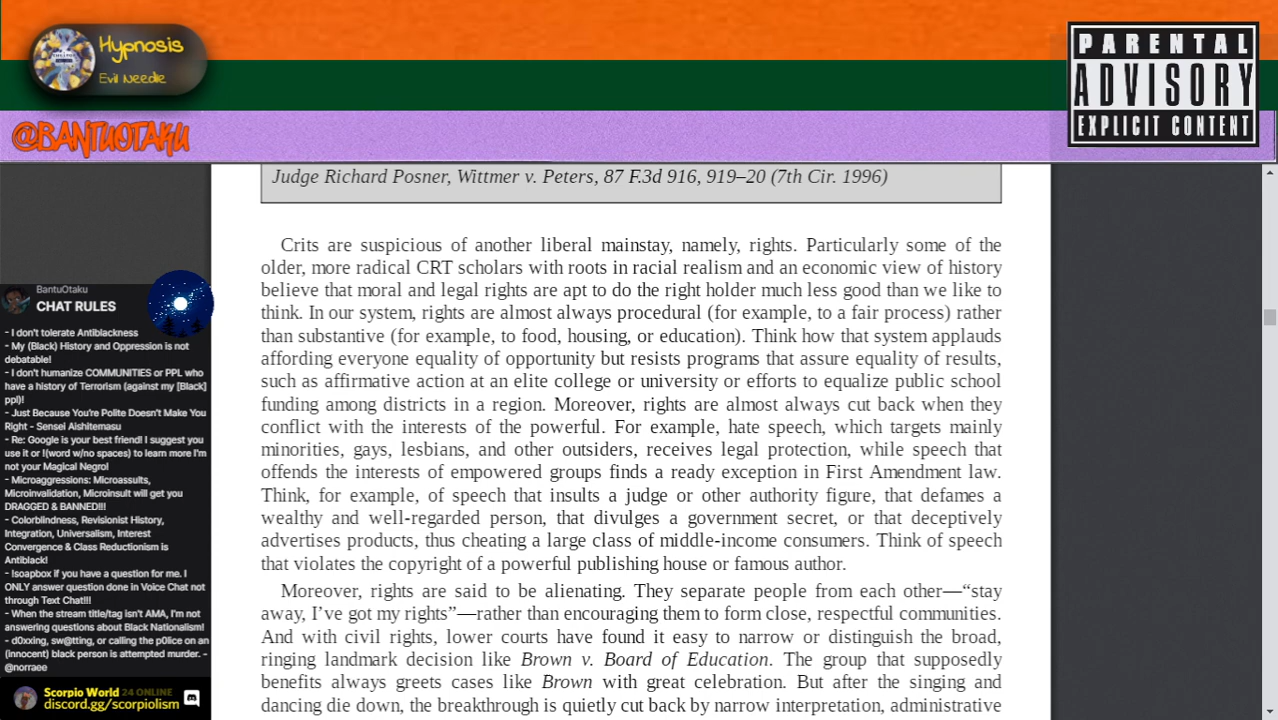 Hypnosis
Evil Needle
PARENTAL
ADVISORY
EXPLICIT CONTENT
@BANTUOTAKU
BantuOtaku
CHAT RULES
- I don't tolerate Antiblackness
- My (Black) History and Oppression is not
debatable!
- I don't humanize COMMUNITIES or PPL who
have a history of Terrorism (against my [Black]
ppl)!
- Just Because You're Polite Doesn't Make You
Right - Sensei Aishitemasu
- Re: Google is your best friend! I suggest you
use it or !(word w/no spaces) to learn more I'm
not your Magical Negro!
- Microaggressions: Microassults,
Microinvalidation, Microinsult will get you
DRAGGED & BANNED!!!
- Colorblindness, Revisionist History,
Integration, Universalism, Interest
Convergence & Class Reductionism is
Antiblack!
- !soapbox if you have a question for me. I
ONLY answer question done in Voice Chat not
through Text Chat!!!
- When the stream title/tag isn't AMA, I'm not
answering questions about Black Nationalism!
- d0xxing, sw@tting, or calling the p0lice on an
(innocent) black person is attempted murder. -
@norraee
Scorpio World 24 ONLINE
discord.gg/scorpiolism
Judge Richard Posner, Wittmer v. Peters, 87 F.3d 916, 919–20 (7th Cir. 1996)
Crits are suspicious of another liberal mainstay, namely, rights. Particularly some of the
older, more radical CRT scholars with roots in racial realism and an economic view of history
believe that moral and legal rights are apt to do the right holder much less good than we like to
think. In our system, rights are almost always procedural (for example, to a fair process) rather
than substantive (for example, to food, housing, or education). Think how that system applauds
affording everyone equality of opportunity but resists programs that assure equality of results,
such as affirmative action at an elite college or university or efforts to equalize public school
funding among districts in a region. Moreover, rights are almost always cut back when they
conflict with the interests of the powerful. For example, hate speech, which targets mainly
minorities, gays, lesbians, and other outsiders, receives legal protection, while speech that
offends the interests of empowered groups finds a ready exception in First Amendment law.
Think, for example, of speech that insults a judge or other authority figure, that defames a
wealthy and well-regarded person, that divulges a government secret, or that deceptively
advertises products, thus cheating a large class of middle-income consumers. Think of speech
that violates the copyright of a powerful publishing house or famous author.
Moreover, rights are said to be alienating. They separate people from each other—“stay
away, I’ve got my rights”—rather than encouraging them to form close, respectful communities.
And with civil rights, lower courts have found it easy to narrow or distinguish the broad,
ringing landmark decision like Brown v. Board of Education. The group that supposedly
benefits always greets cases like Brown with great celebration. But after the singing and
dancing die down, the breakthrough is quietly cut back by narrow interpretation, administrative